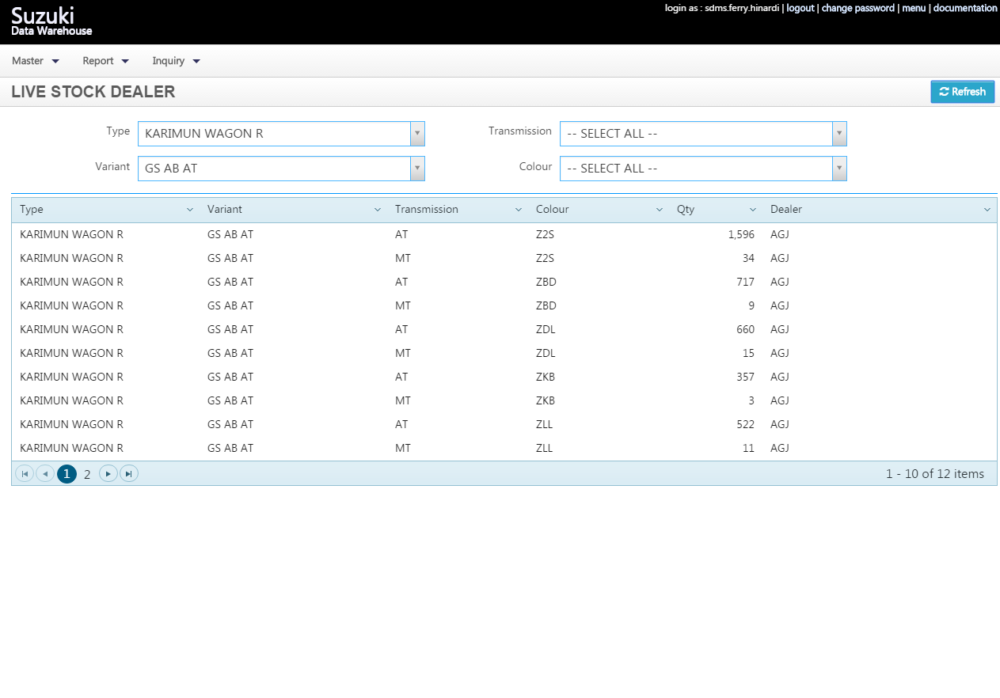 Suzuki
Data Warehouse
login as : sdms.ferry.hinardi | logout | change password | menu | documentation
Master Report Inquiry
LIVE STOCK DEALER Refresh
Type KARIMUN WAGON R Transmission -- SELECT ALL --
Variant GS AB AT Colour -- SELECT ALL --
Type Variant Transmission Colour Qty Dealer
KARIMUN WAGON R GS AB AT AT Z2S 1,596 AGJ
KARIMUN WAGON R GS AB AT MT Z2S 34 AGJ
KARIMUN WAGON R GS AB AT AT ZBD 717 AGJ
KARIMUN WAGON R GS AB AT MT ZBD 9 AGJ
KARIMUN WAGON R GS AB AT AT ZDL 660 AGJ
KARIMUN WAGON R GS AB AT MT ZDL 15 AGJ
KARIMUN WAGON R GS AB AT AT ZKB 357 AGJ
KARIMUN WAGON R GS AB AT MT ZKB 3 AGJ
KARIMUN WAGON R GS AB AT AT ZLL 522 AGJ
KARIMUN WAGON R GS AB AT MT ZLL 11 AGJ
1 2 1 - 10 of 12 items